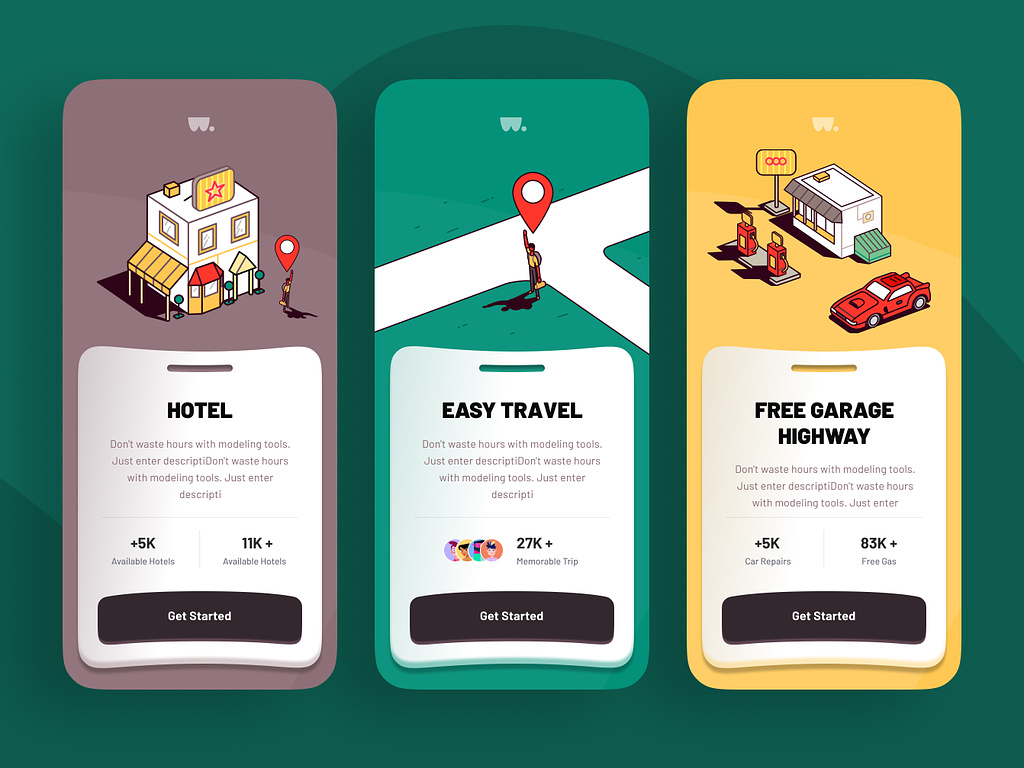 W.
HOTEL
Don't waste hours with modeling tools.
Just enter descriptiDon't waste hours
with modeling tools. Just enter
descripti
+5K
Available Hotels
11K +
Available Hotels
Get Started
W.
EASY TRAVEL
Don't waste hours with modeling tools.
Just enter descriptiDon't waste hours
with modeling tools. Just enter
descripti
27K +
Memorable Trip
Get Started
W.
FREE GARAGE
HIGHWAY
Don't waste hours with modeling tools.
Just enter descriptiDon't waste hours
with modeling tools. Just enter
+5K
Car Repairs
83K +
Free Gas
Get Started